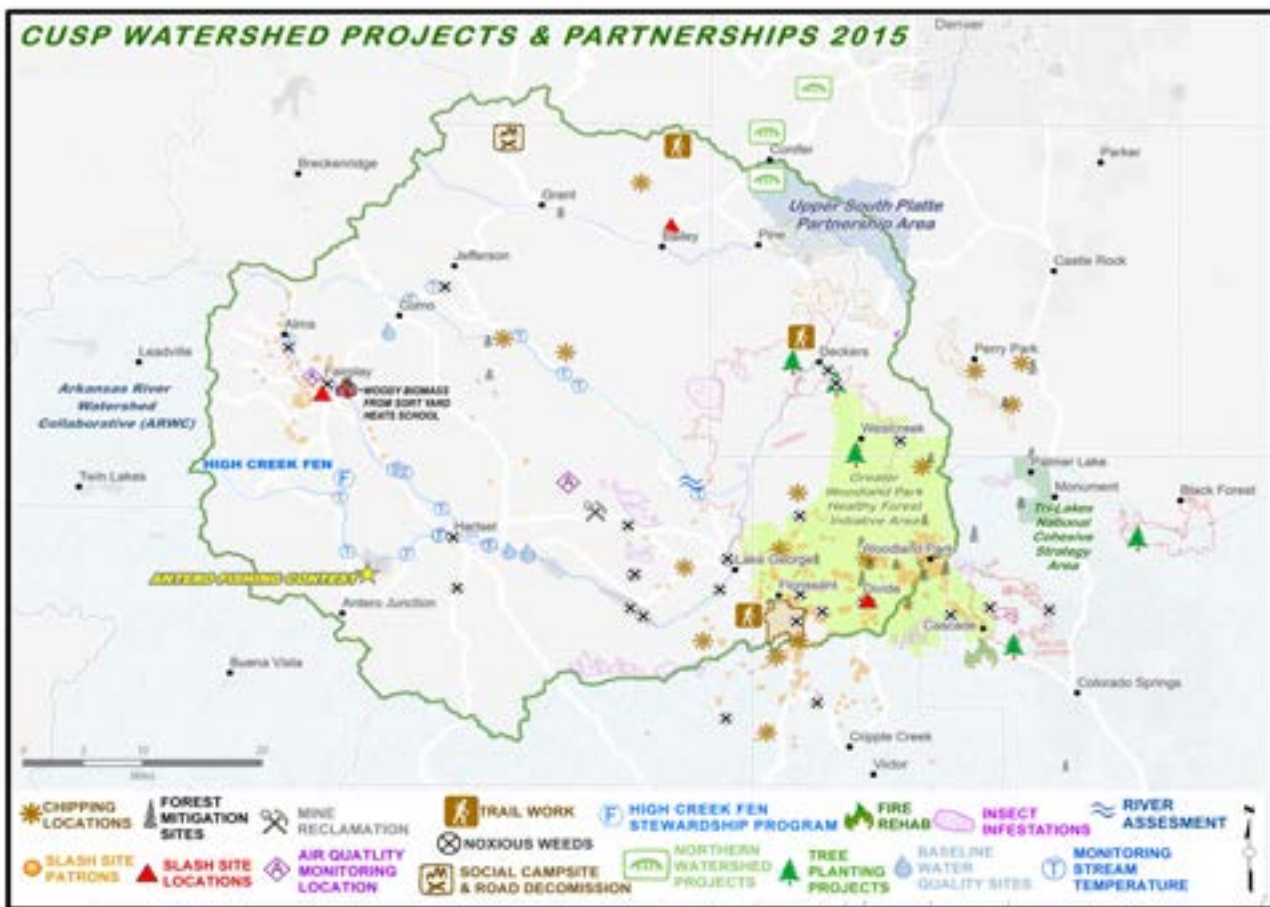 CUSP WATERSHED PROJECTS & PARTNERSHIPS 2015
Denver
Breckenridge
Conifer
Parker
Grant
Upper South Platte
Partnership Area
Bailey
Pine
Jefferson
Castle Rock
Como
Alma
Leadville
Deckers
Perry Park
Fairplay
WOODY BIOMASS
FROM SORT YARD
HEATS SCHOOL
Arkansas River
Watershed
Collaborative (ARWC)
Westcreek
HIGH CREEK FEN
Twin Lakes
Greater
Woodland Park
Healthy Forest
Initiative Area
Palmer Lake
Monument
Black Forest
Tri-Lakes
National
Cohesive
Strategy
Area
Hartsel
Woodland Park
Lake George
ANTERO FISHING CONTEST
Florissant
Divide
Antero Junction
Cascade
Buena Vista
Colorado Springs
Cripple Creek
Victor
0 5 10 20
Miles
CHIPPING
LOCATIONS
FOREST
MITIGATION
SITES
MINE
RECLAMATION
TRAIL WORK
HIGH CREEK FEN
STEWARDSHIP PROGRAM
FIRE
REHAB
INSECT
INFESTATIONS
RIVER
ASSESMENT
NOXIOUS WEEDS
SLASH SITE
PATRONS
SLASH SITE
LOCATIONS
AIR QUATLITY
MONITORING
LOCATION
SOCIAL CAMPSITE
& ROAD DECOMISSION
NORTHERN
WATERSHED
PROJECTS
TREE
PLANTING
PROJECTS
BASELINE
WATER
QUALITY SITES
MONITORING
STREAM
TEMPERATURE